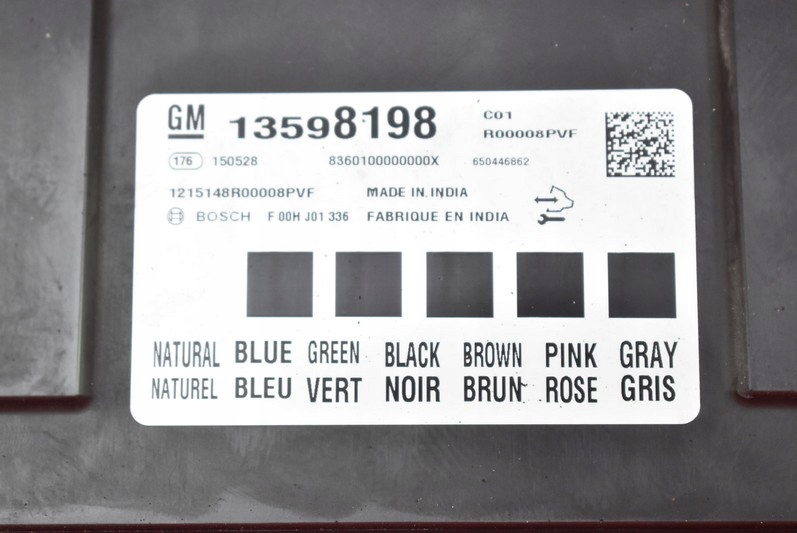 GM 13598198 C01
R00008PVF
176 150528 8360100000000X 650446862
1215148R00008PVF MADE IN INDIA
BOSCH F 00H J01 336 FABRIQUE EN INDIA
NATURAL BLUE GREEN BLACK BROWN PINK GRAY
NATUREL BLEU VERT NOIR BRUN ROSE GRIS